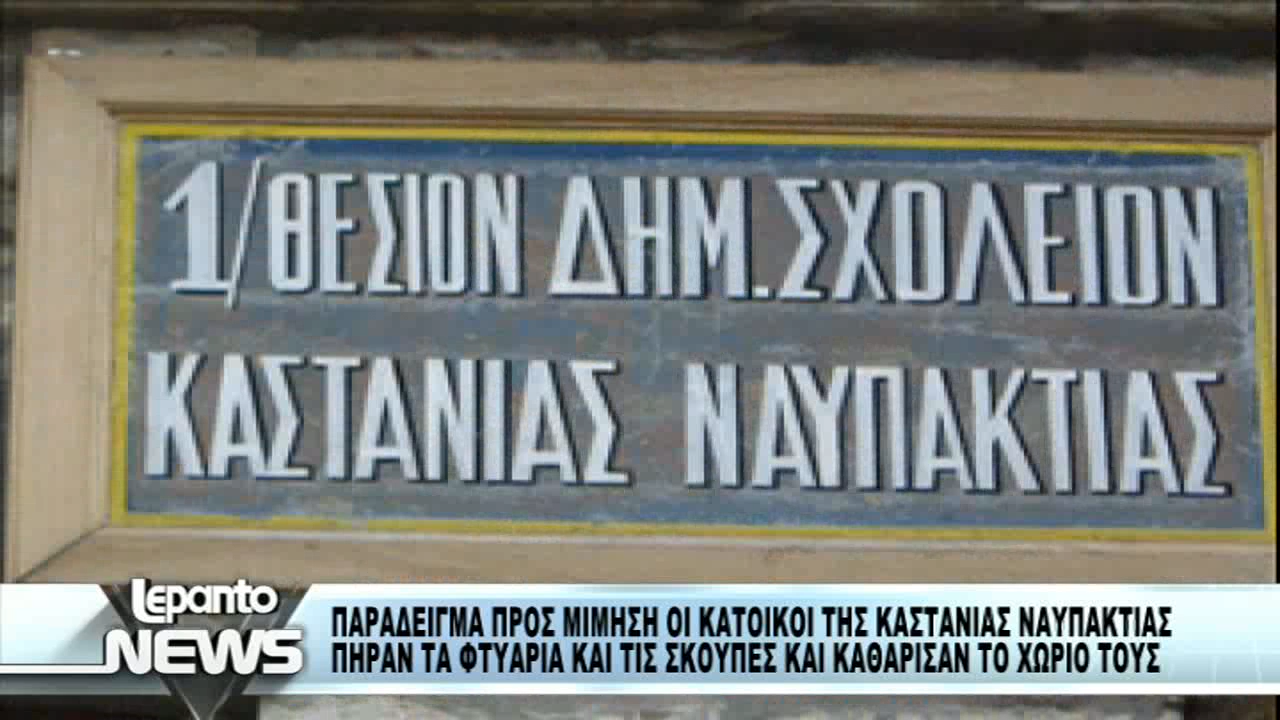 1/ΘΕΣΙΟΝ ΔΗΜ.ΣΧΟΛΕΙΟΝ
ΚΑΣΤΑΝΙΑΣ ΝΑΥΠΑΚΤΙΑΣ
Lepanto
NEWS
ΠΑΡΑΔΕΙΓΜΑ ΠΡΟΣ ΜΙΜΗΣΗ ΟΙ ΚΑΤΟΙΚΟΙ ΤΗΣ ΚΑΣΤΑΝΙΑΣ ΝΑΥΠΑΚΤΙΑΣ
ΠΗΡΑΝ ΤΑ ΦΤΥΑΡΙΑ ΚΑΙ ΤΙΣ ΣΚΟΥΠΕΣ ΚΑΙ ΚΑΘΑΡΙΣΑΝ ΤΟ ΧΩΡΙΟ ΤΟΥΣ